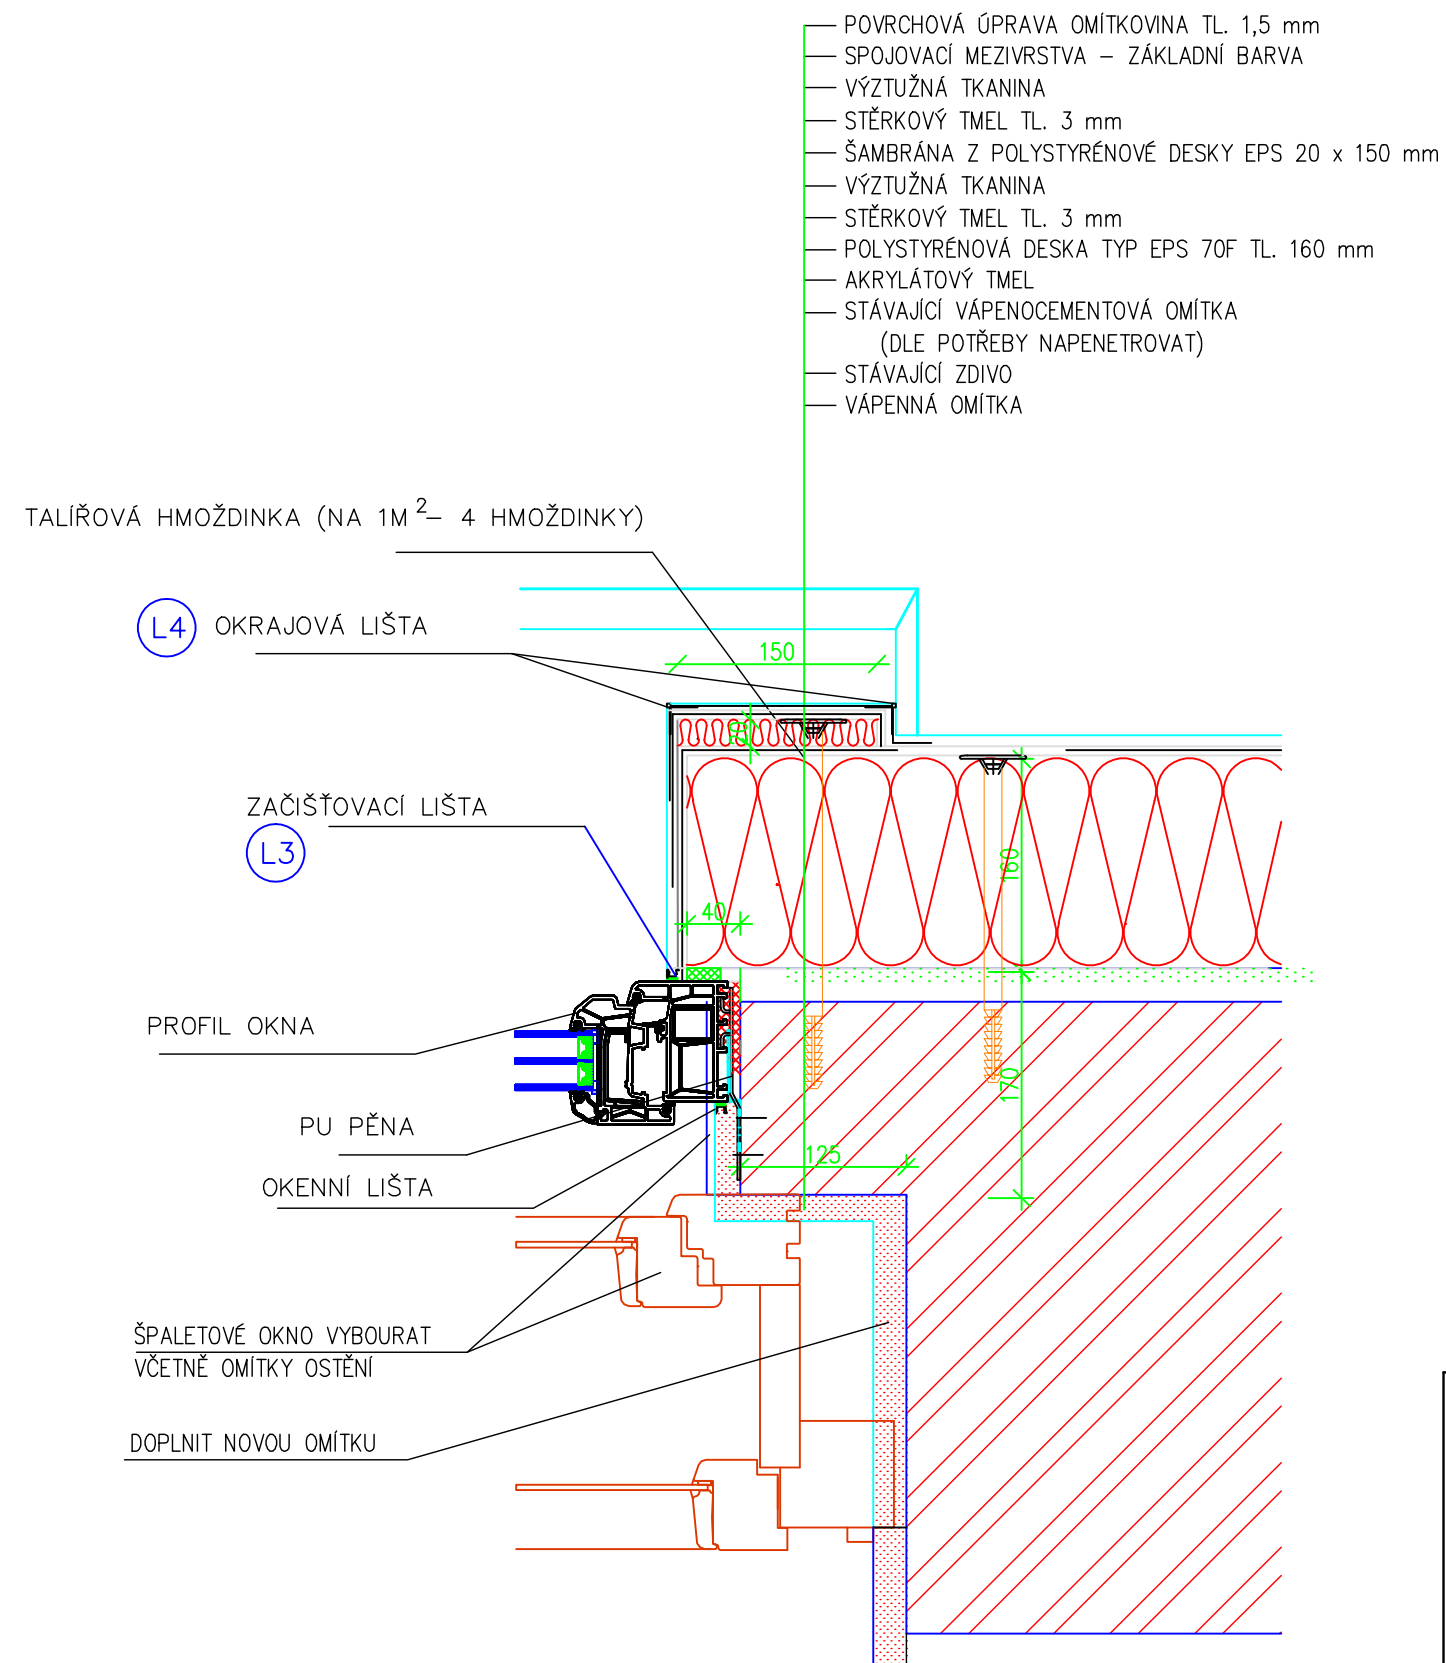 POVRCHOVÁ ÚPRAVA OMÍTKOVINA TL. 1,5 mm
SPOJOVACÍ MEZIVRSTVA – ZÁKLADNÍ BARVA
VÝZTUŽNÁ TKANINA
STĚRKOVÝ TMEL TL. 3 mm
ŠAMBRÁNA Z POLYSTYRÉNOVÉ DESKY EPS 20 x 150 mm
VÝZTUŽNÁ TKANINA
STĚRKOVÝ TMEL TL. 3 mm
POLYSTYRÉNOVÁ DESKA TYP EPS 70F TL. 160 mm
AKRYLÁTOVÝ TMEL
STÁVAJÍCÍ VÁPENOCEMENTOVÁ OMÍTKA
(DLE POTŘEBY NAPENETROVAT)
STÁVAJÍCÍ ZDIVO
VÁPENNÁ OMÍTKA
TALÍŘOVÁ HMOŽDINKA (NA 1M² – 4 HMOŽDINKY)
L4 OKRAJOVÁ LIŠTA
150
20
ZAČIŠŤOVACÍ LIŠTA
L3
160
40
PROFIL OKNA
170
PU PĚNA
125
OKENNÍ LIŠTA
ŠPALETOVÉ OKNO VYBOURAT
VČETNĚ OMÍTKY OSTĚNÍ
DOPLNIT NOVOU OMÍTKU